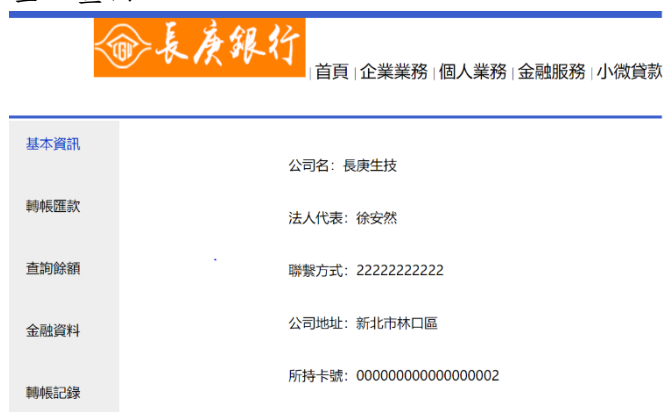 長庚銀行
|首頁|企業業務|個人業務|金融服務|小微貸款
基本資訊
公司名：長庚生技
轉帳匯款
法人代表：徐安然
查詢餘額
聯繫方式：22222222222
金融資料
公司地址：新北市林口區
轉帳記錄
所持卡號：000000000000000002